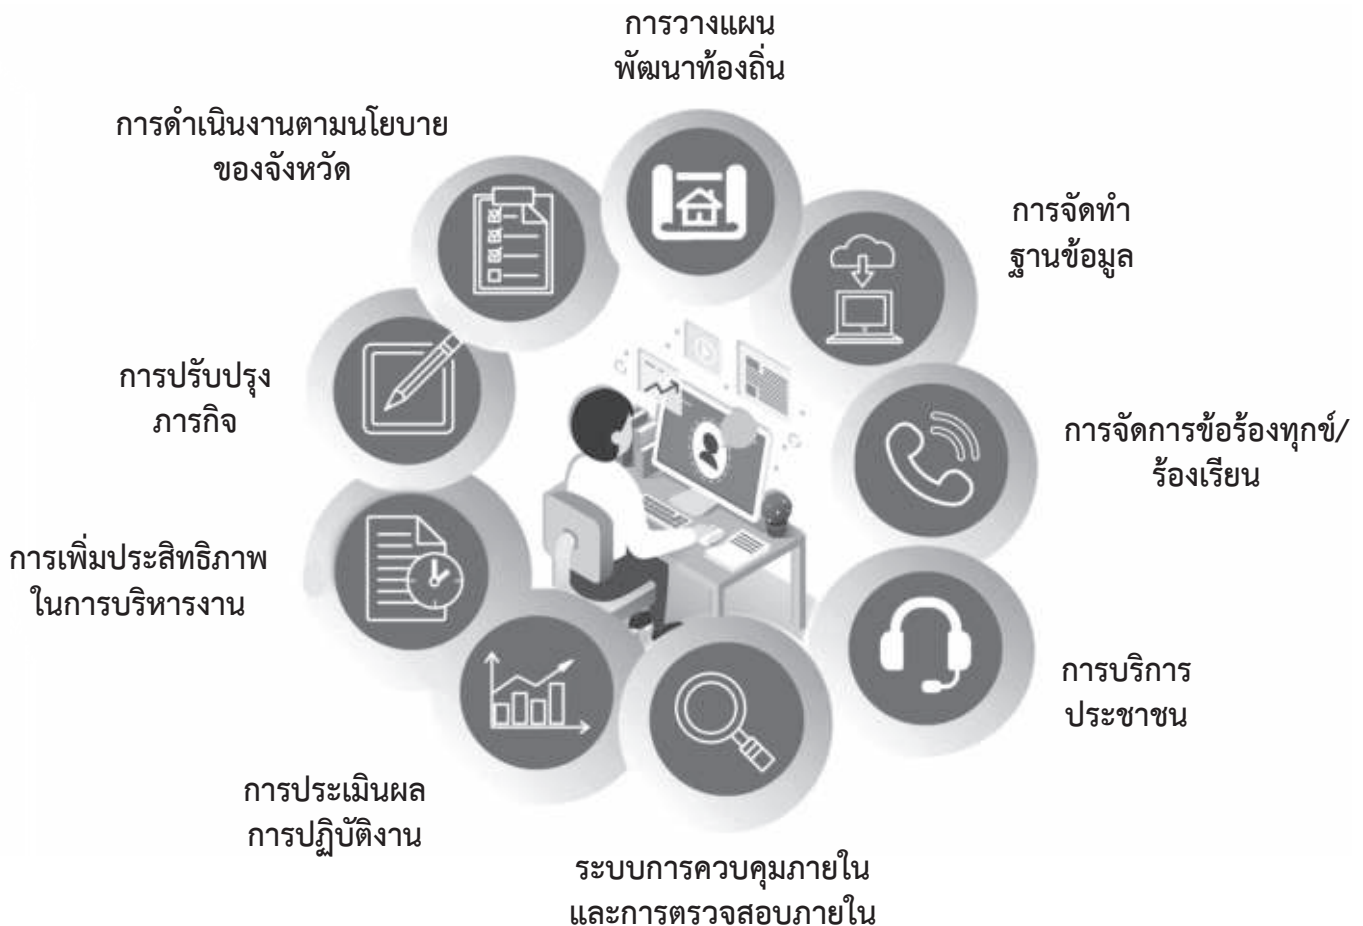 การวางแผน
พัฒนาท้องถิ่น
การจัดทำ
ฐานข้อมูล
การจัดการข้อร้องทุกข์/
ร้องเรียน
การบริการ
ประชาชน
ระบบการควบคุมภายใน
และการตรวจสอบภายใน
การประเมินผล
การปฏิบัติงาน
การเพิ่มประสิทธิภาพ
ในการบริหารงาน
การปรับปรุง
ภารกิจ
การดำเนินงานตามนโยบาย
ของจังหวัด